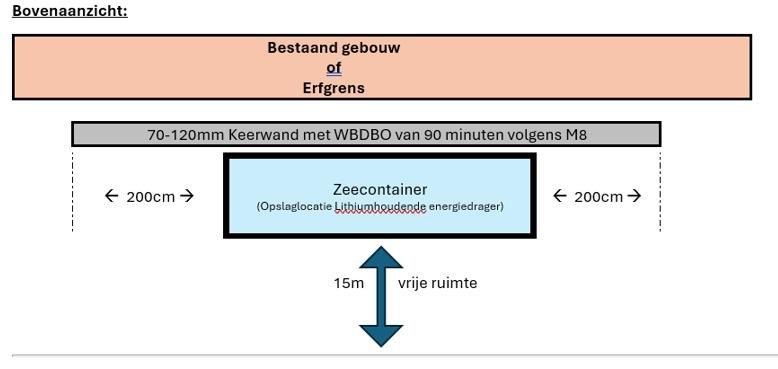 Bovenaanzicht:
Bestaand gebouw
of
Erfgrens
70-120mm Keerwand met WBDBO van 90 minuten volgens M8
← 200cm →
Zeecontainer
(Opslaglocatie Lithiumhoudende energiedrager)
← 200cm →
15m vrije ruimte